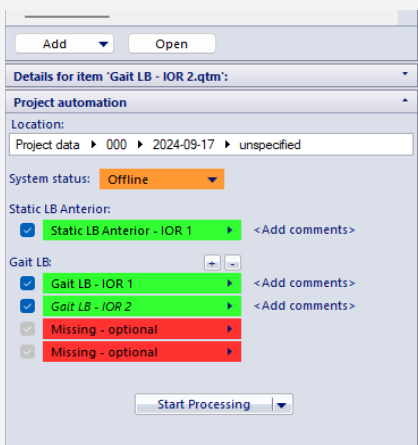 Add Open
Details for item 'Gait LB - IOR 2.qtm':
Project automation
Location:
Project data 000 2024-09-17 unspecified
System status: Offline
Static LB Anterior:
Static LB Anterior - IOR 1 <Add comments>
Gait LB: + -
Gait LB - IOR 1 <Add comments>
Gait LB - IOR 2 <Add comments>
Missing - optional
Missing - optional
Start Processing